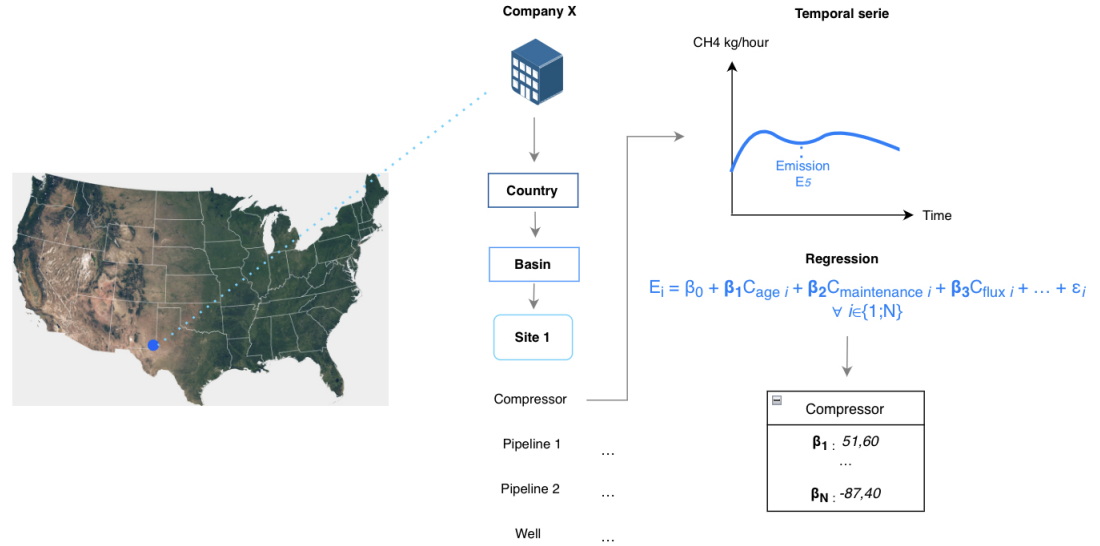 Company X
Country
Basin
Site 1
Compressor
Pipeline 1 ...
Pipeline 2 ...
Well ...
Temporal serie
CH4 kg/hour
Emission
E5
Time
Regression
Ei = β0 + β1Cage i + β2Cmaintenance i + β3Cflux i + ... + εi
∀ i∈{1;N}
Compressor
β1 : 51,60
...
βN : -87,40